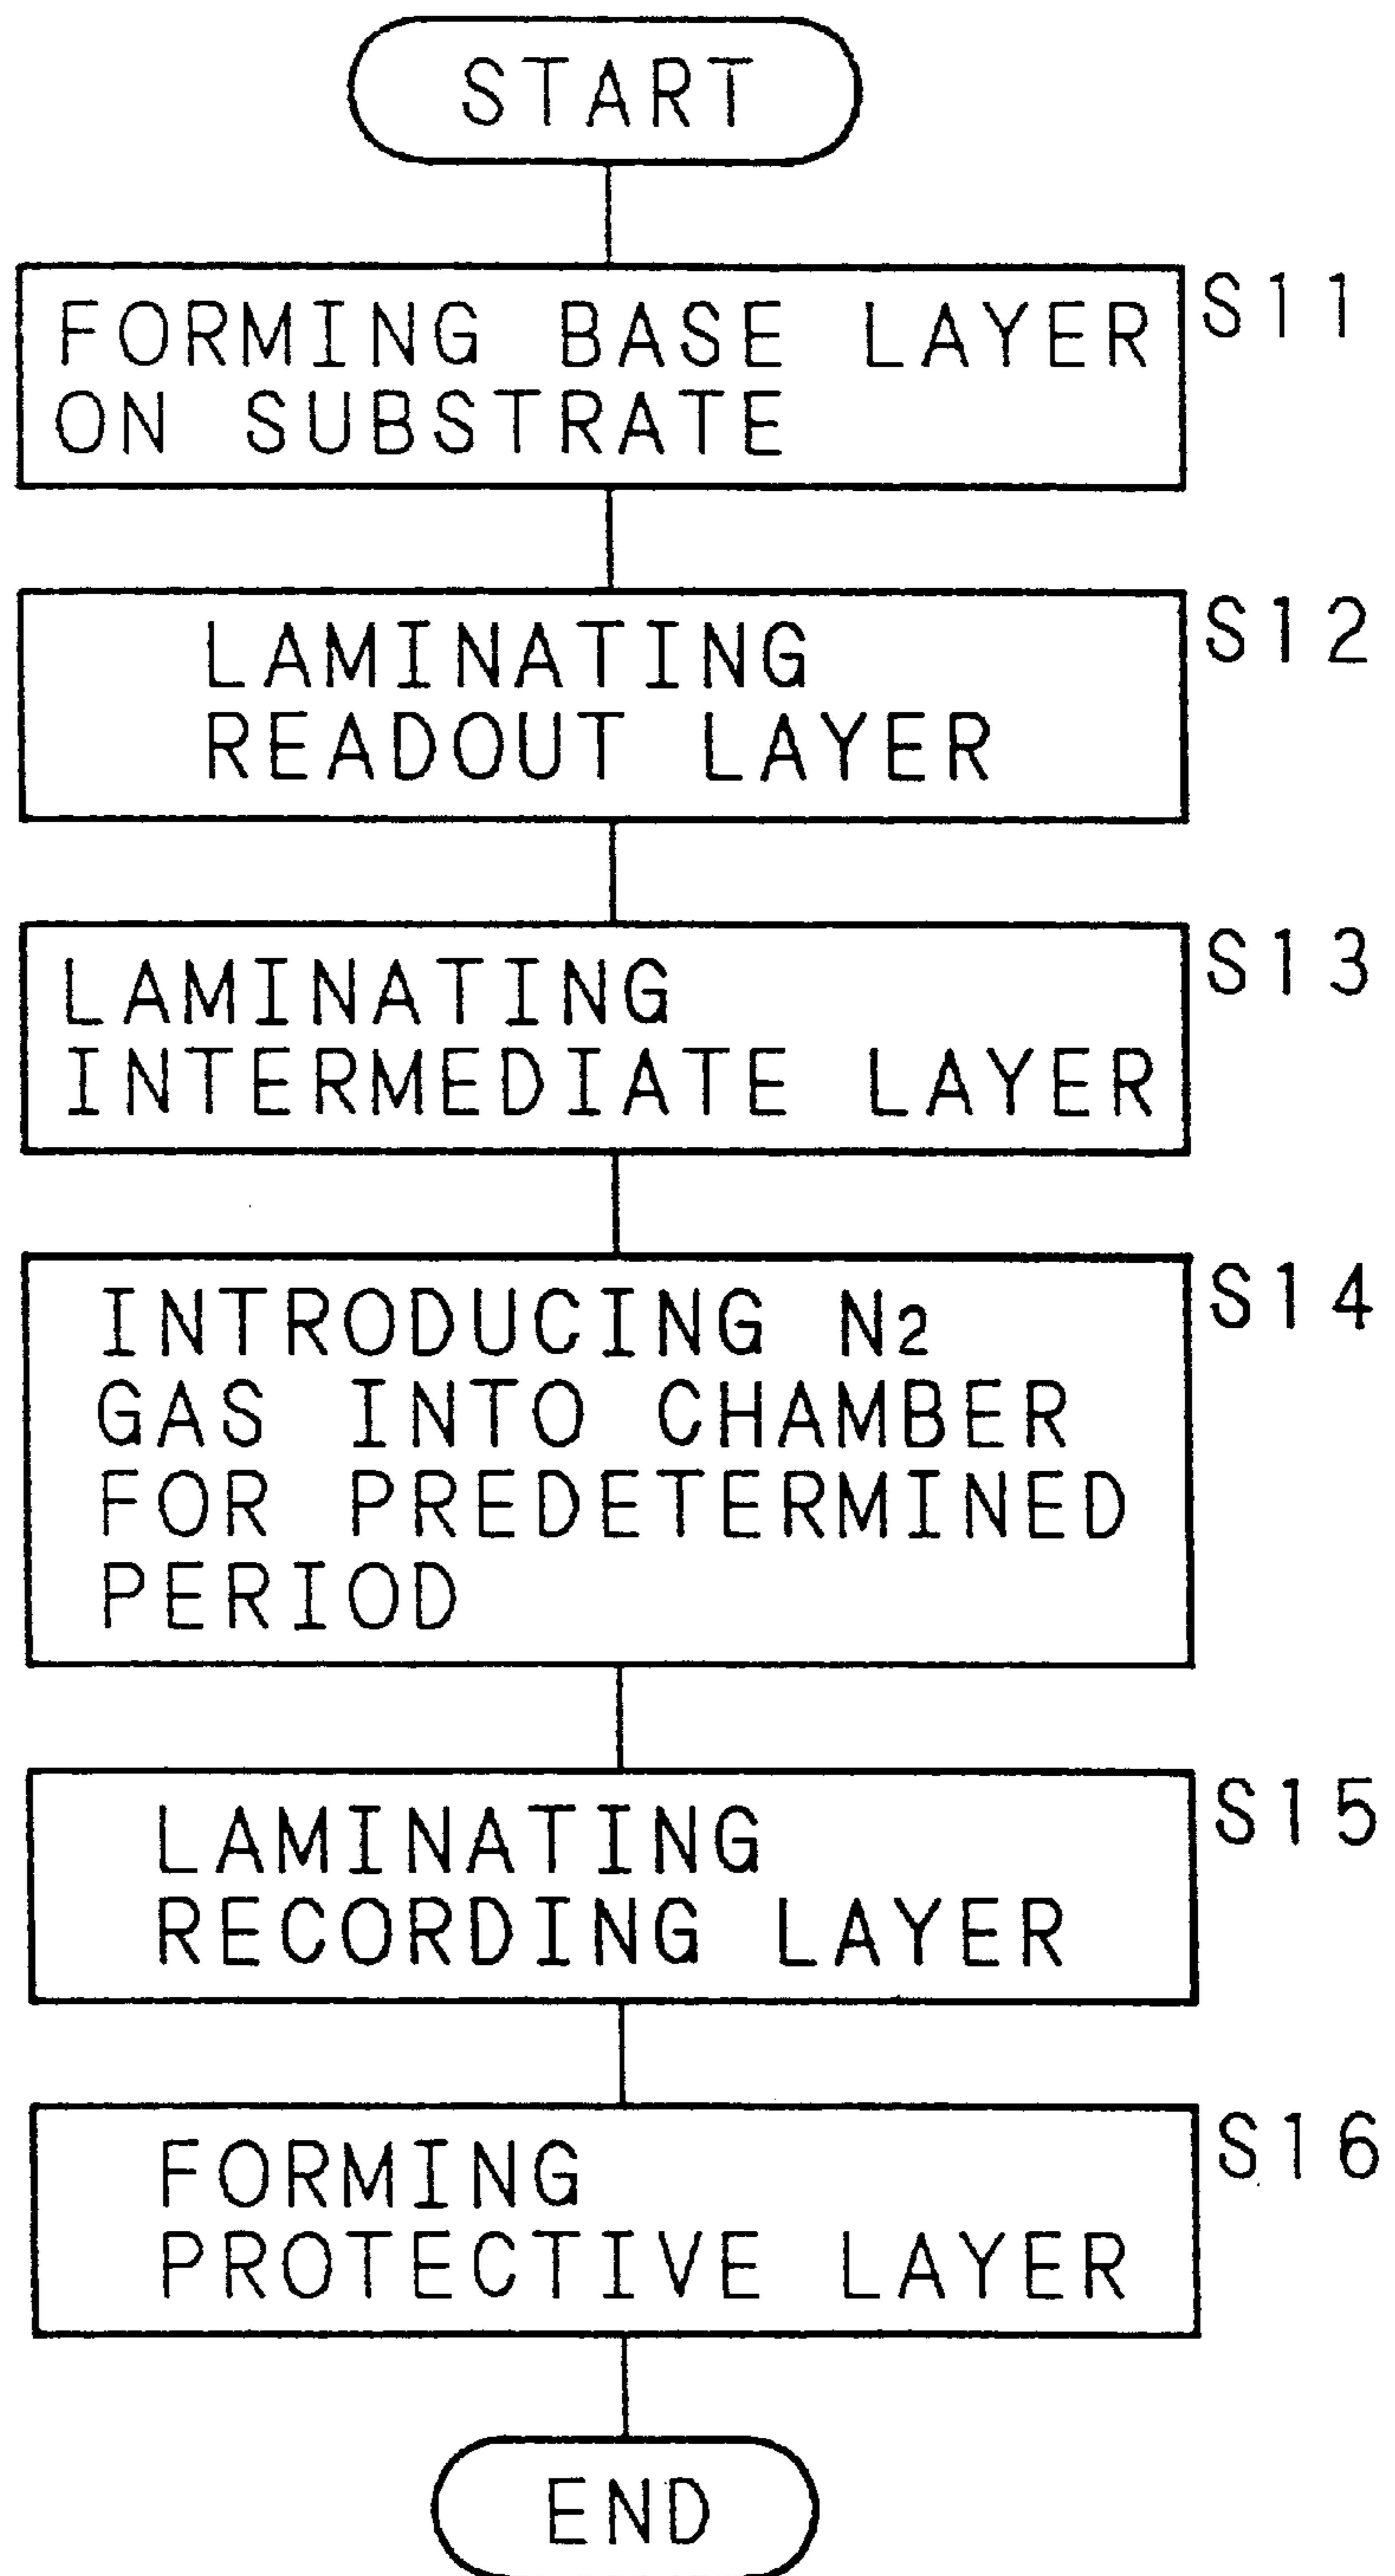 START
FORMING BASE LAYER
ON SUBSTRATE
S11
LAMINATING
READOUT LAYER
S12
LAMINATING
INTERMEDIATE LAYER
S13
INTRODUCING N2
GAS INTO CHAMBER
FOR PREDETERMINED
PERIOD
S14
LAMINATING
RECORDING LAYER
S15
FORMING
PROTECTIVE LAYER
S16
END